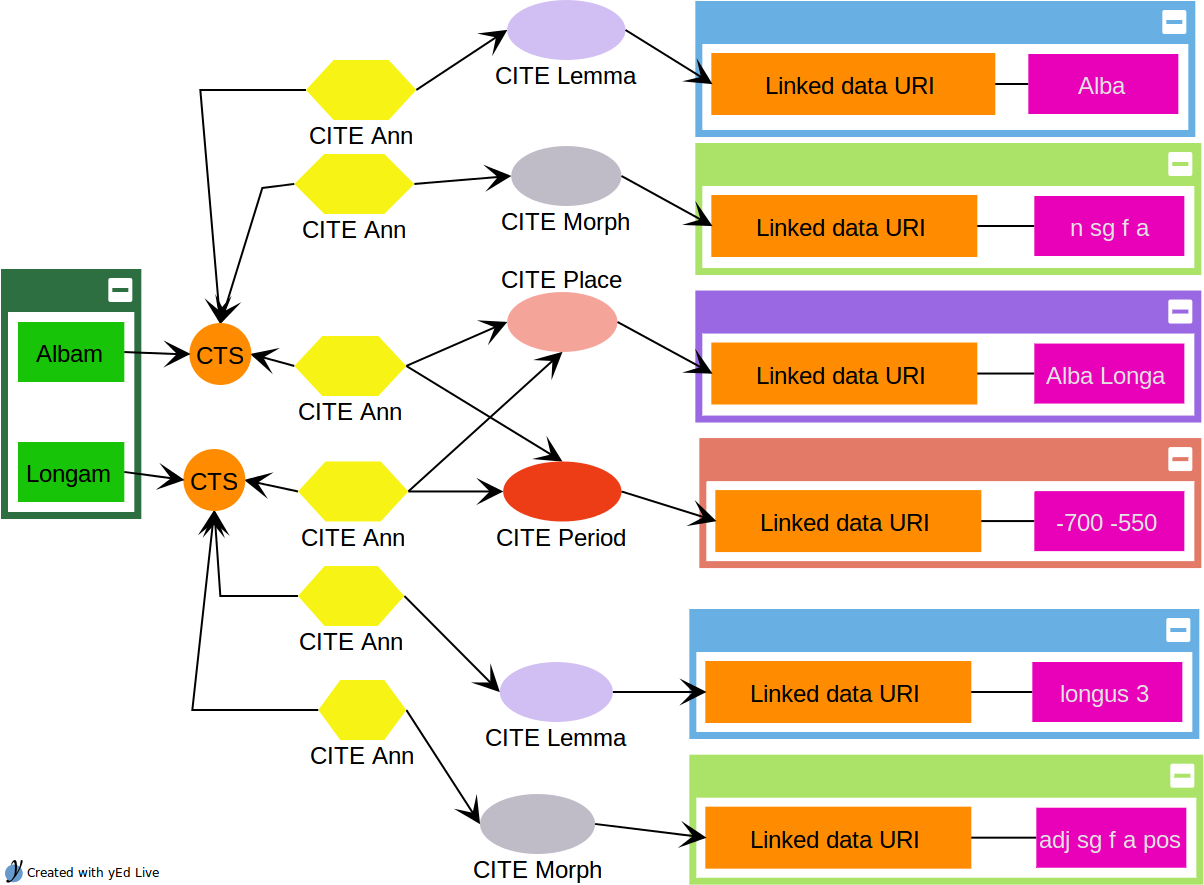 CITE Lemma
Linked data URI
Alba
CITE Ann
CITE Morph
Linked data URI
n sg f a
CITE Ann
CITE Place
Albam
CTS
CITE Ann
Linked data URI
Alba Longa
Longam
CTS
CITE Ann
CITE Period
Linked data URI
-700 -550
CITE Ann
CITE Lemma
Linked data URI
longus 3
CITE Ann
CITE Morph
Linked data URI
adj sg f a pos
Created with yEd Live